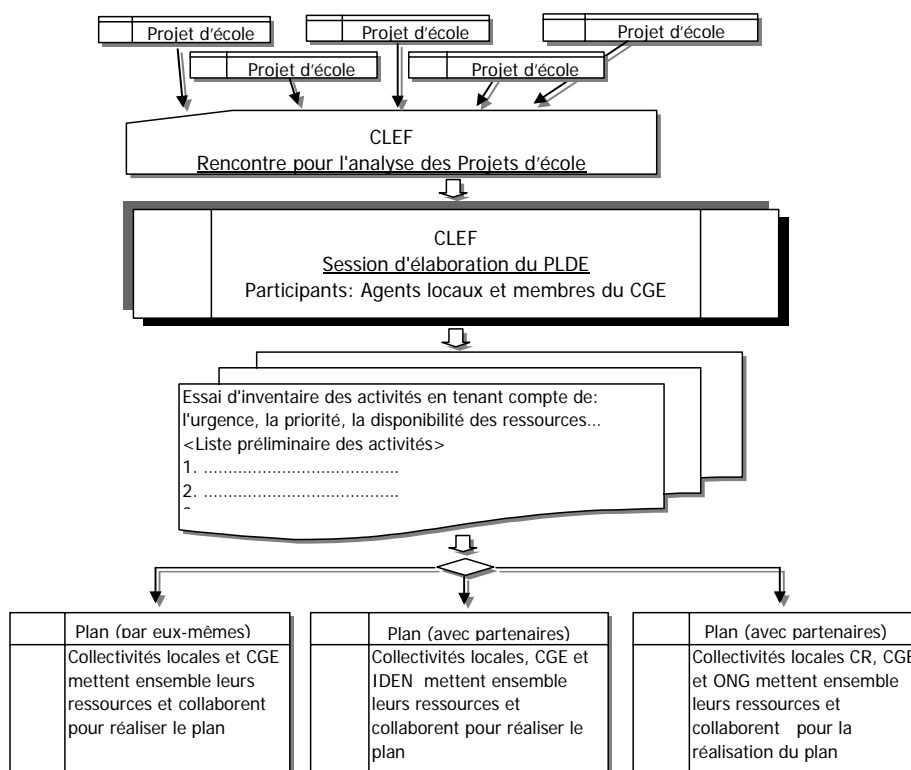 Projet d'école
Projet d'école
Projet d'école
Projet d'école
Projet d'école
CLEF
Rencontre pour l'analyse des Projets d'école
CLEF
Session d'élaboration du PLDE
Participants: Agents locaux et membres du CGE
Essai d'inventaire des activités en tenant compte de:
l'urgence, la priorité, la disponibilité des ressources...
<Liste préliminaire des activités>
1. .......................................
2. .......................................
Plan (par eux-mêmes)
Collectivités locales et CGE
mettent ensemble leurs
ressources et collaborent
pour réaliser le plan
Plan (avec partenaires)
Collectivités locales, CGE et
IDEN mettent ensemble
leurs ressources et
collaborent pour réaliser le
plan
Plan (avec partenaires)
Collectivités locales CR, CGE
et ONG mettent ensemble
leurs ressources et
collaborent pour la
réalisation du plan